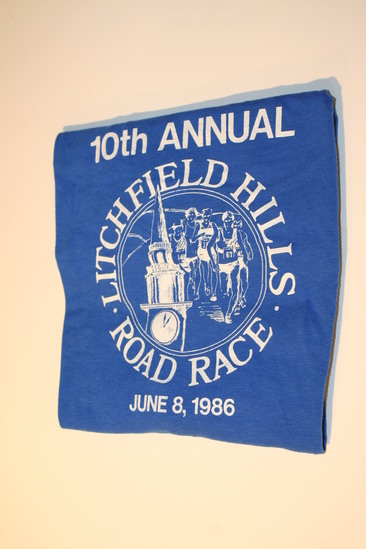 10th ANNUAL
LITCHFIELD HILLS
· ROAD RACE ·
JUNE 8, 1986